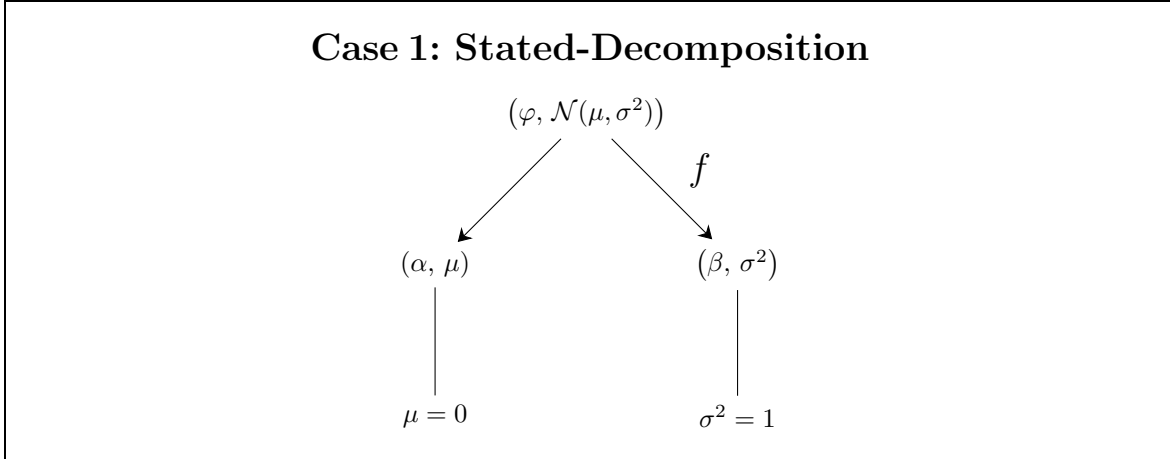 Case 1: Stated-Decomposition
(φ, 𝒩(μ, σ²))
f
(α, μ) (β, σ²)
μ = 0 σ² = 1